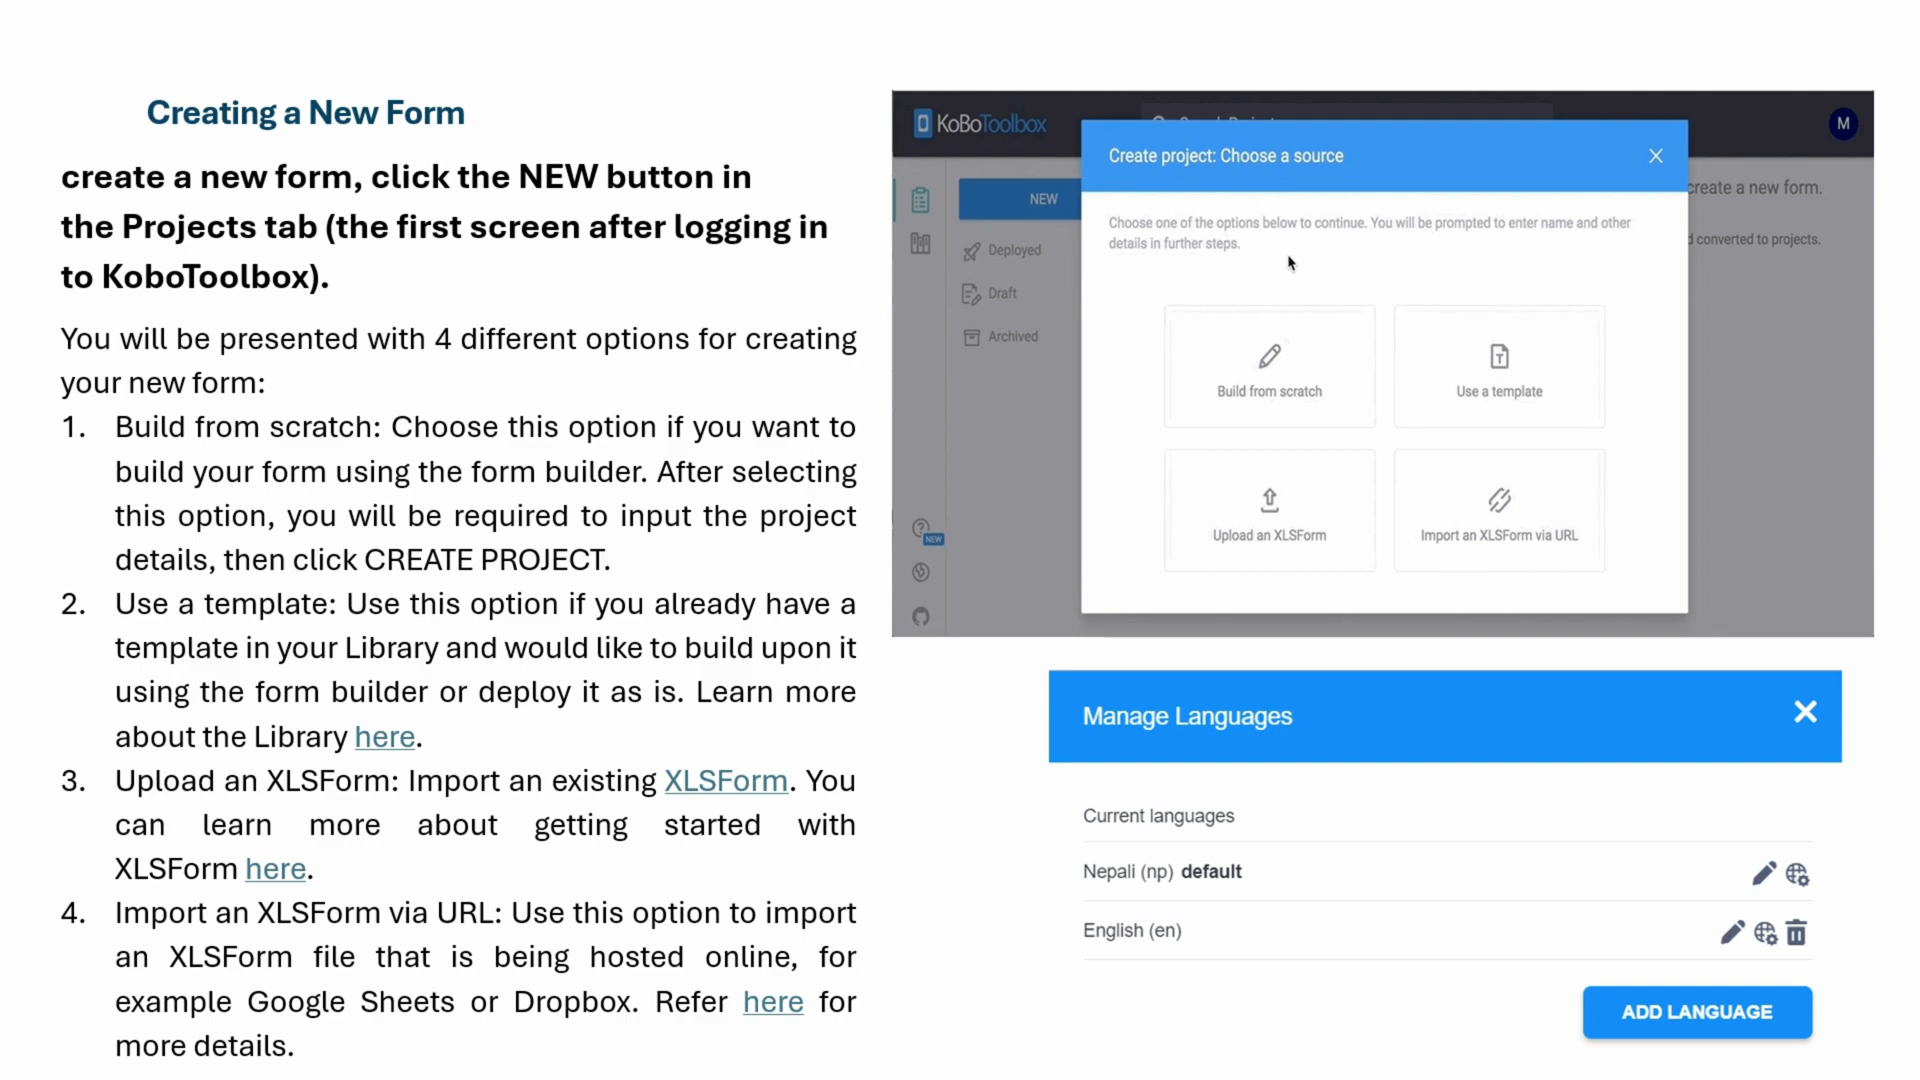 Creating a New Form
create a new form, click the NEW button in
the Projects tab (the first screen after logging in
to KoboToolbox).
You will be presented with 4 different options for creating
your new form:
1. Build from scratch: Choose this option if you want to
build your form using the form builder. After selecting
this option, you will be required to input the project
details, then click CREATE PROJECT.
2. Use a template: Use this option if you already have a
template in your Library and would like to build upon it
using the form builder or deploy it as is. Learn more
about the Library here.
3. Upload an XLSForm: Import an existing XLSForm. You
can learn more about getting started with
XLSForm here.
4. Import an XLSForm via URL: Use this option to import
an XLSForm file that is being hosted online, for
example Google Sheets or Dropbox. Refer here for
more details.
KoBoToolbox
M
Create project: Choose a source
NEW
create a new form.
Choose one of the options below to continue. You will be prompted to enter name and other
details in further steps.
converted to projects.
Deployed
Draft
Archived
Build from scratch
Use a template
Upload an XLSForm
Import an XLSForm via URL
NEW
Manage Languages
Current languages
Nepali (np) default
English (en)
ADD LANGUAGE